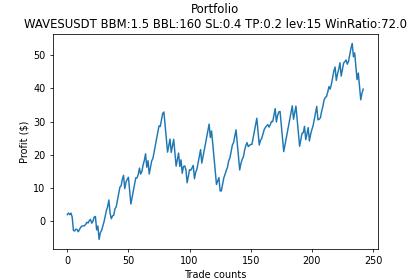 Portfolio
WAVESUSDT BBM:1.5 BBL:160 SL:0.4 TP:0.2 lev:15 WinRatio:72.0
Profit ($)
50
40
30
20
10
0
0 50 100 150 200 250
Trade counts